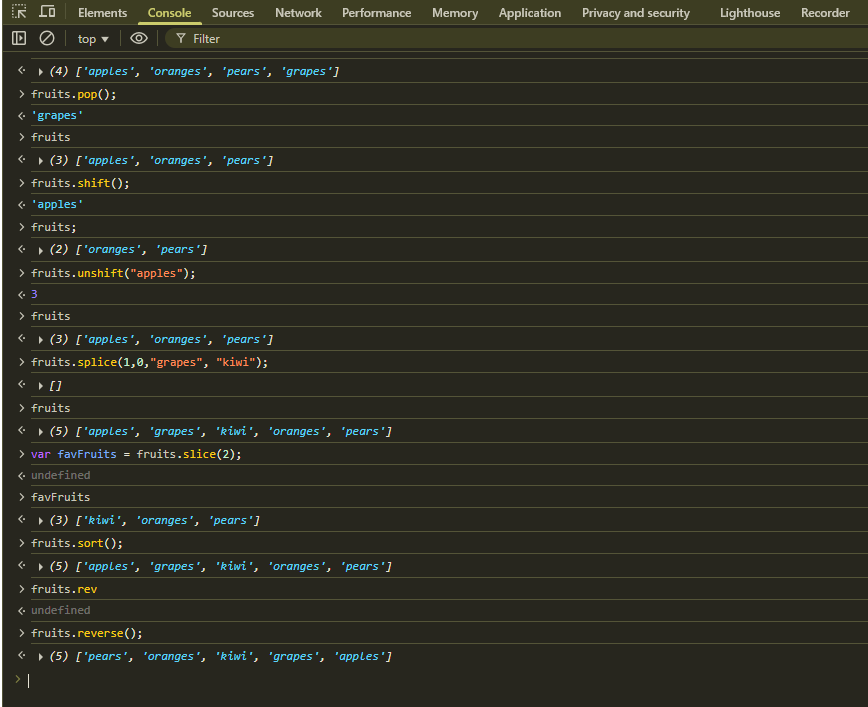 Elements Console Sources Network Performance Memory Application Privacy and security Lighthouse Recorder
top Filter
(4) ['apples', 'oranges', 'pears', 'grapes']
fruits.pop();
'grapes'
fruits
(3) ['apples', 'oranges', 'pears']
fruits.shift();
'apples'
fruits;
(2) ['oranges', 'pears']
fruits.unshift("apples");
3
fruits
(3) ['apples', 'oranges', 'pears']
fruits.splice(1,0,"grapes", "kiwi");
[]
fruits
(5) ['apples', 'grapes', 'kiwi', 'oranges', 'pears']
var favFruits = fruits.slice(2);
undefined
favFruits
(3) ['kiwi', 'oranges', 'pears']
fruits.sort();
(5) ['apples', 'grapes', 'kiwi', 'oranges', 'pears']
fruits.rev
undefined
fruits.reverse();
(5) ['pears', 'oranges', 'kiwi', 'grapes', 'apples']